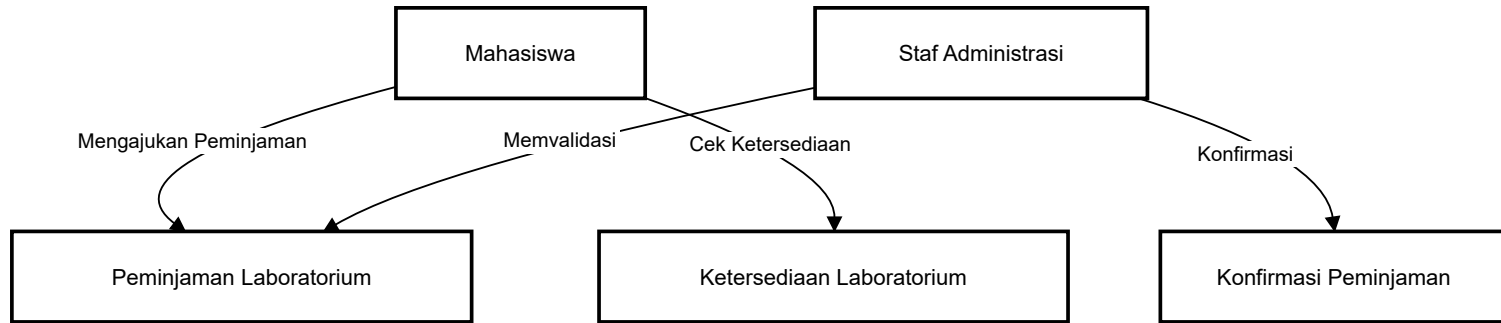 Mahasiswa
Staf Administrasi
Mengajukan Peminjaman
Memvalidasi
Cek Ketersediaan
Konfirmasi
Peminjaman Laboratorium
Ketersediaan Laboratorium
Konfirmasi Peminjaman